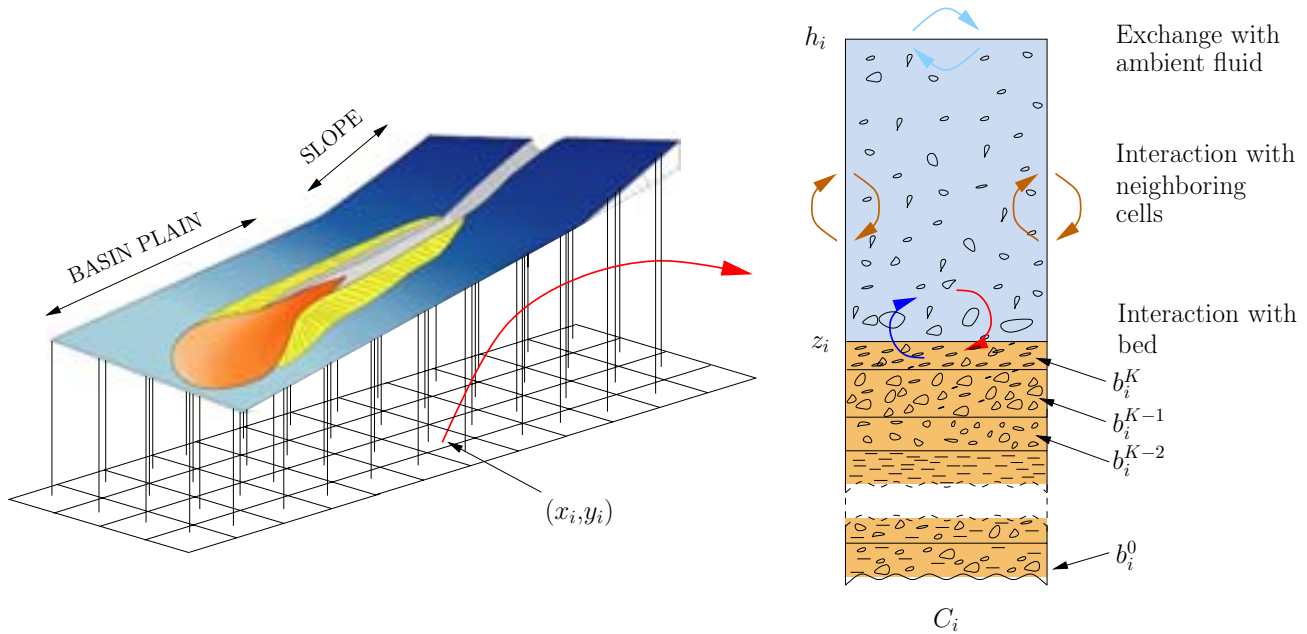 SLOPE
BASIN PLAIN
(x_i,y_i)
h_i
Exchange with
ambient fluid
Interaction with
neighboring
cells
Interaction with
bed
z_i
b_i^K
b_i^{K-1}
b_i^{K-2}
b_i^0
C_i